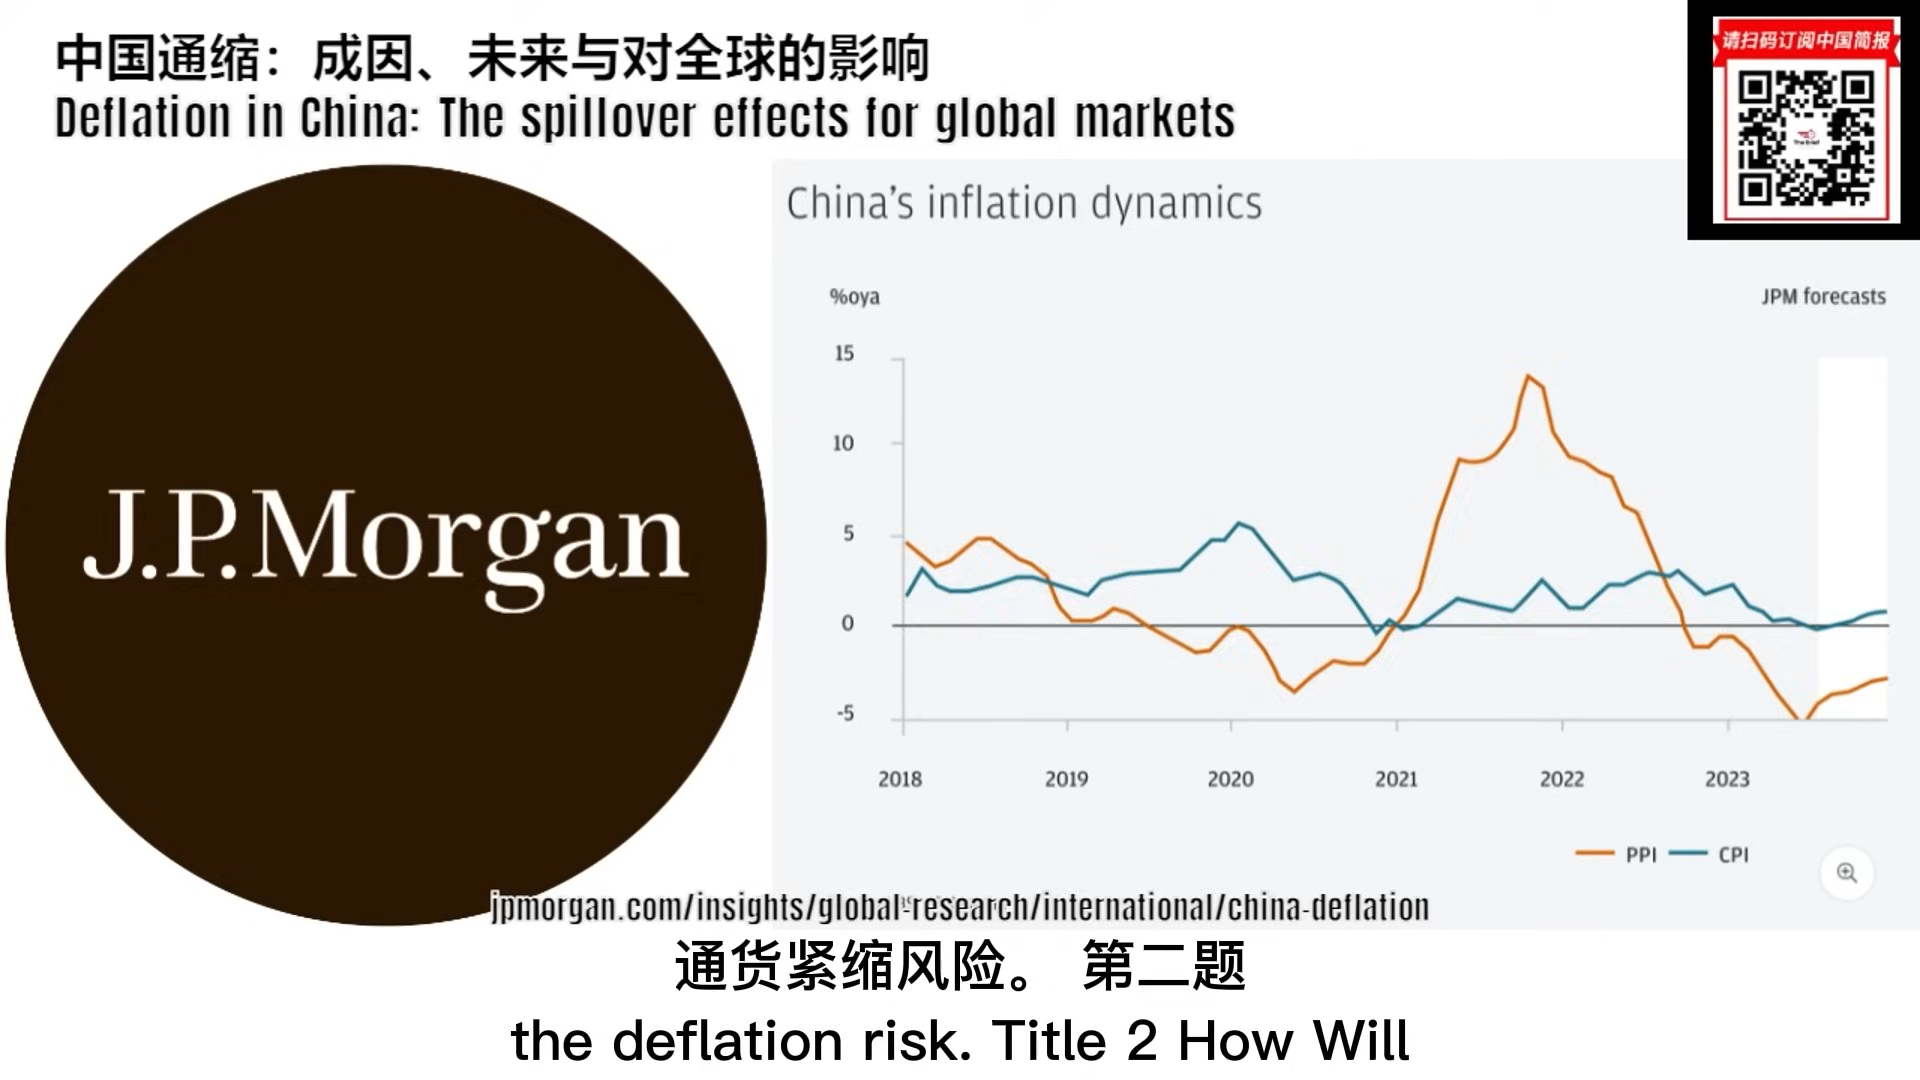 中国通缩：成因、未来与对全球的影响
Deflation in China: The spillover effects for global markets
请扫码订阅中国简报
J.P.Morgan
China's inflation dynamics
%oya
JPM forecasts
15
10
5
0
-5
2018
2019
2020
2021
2022
2023
PPI
CPI
jpmorgan.com/insights/global-research/international/china-deflation
通货紧缩风险。 第二题
the deflation risk. Title 2 How Will